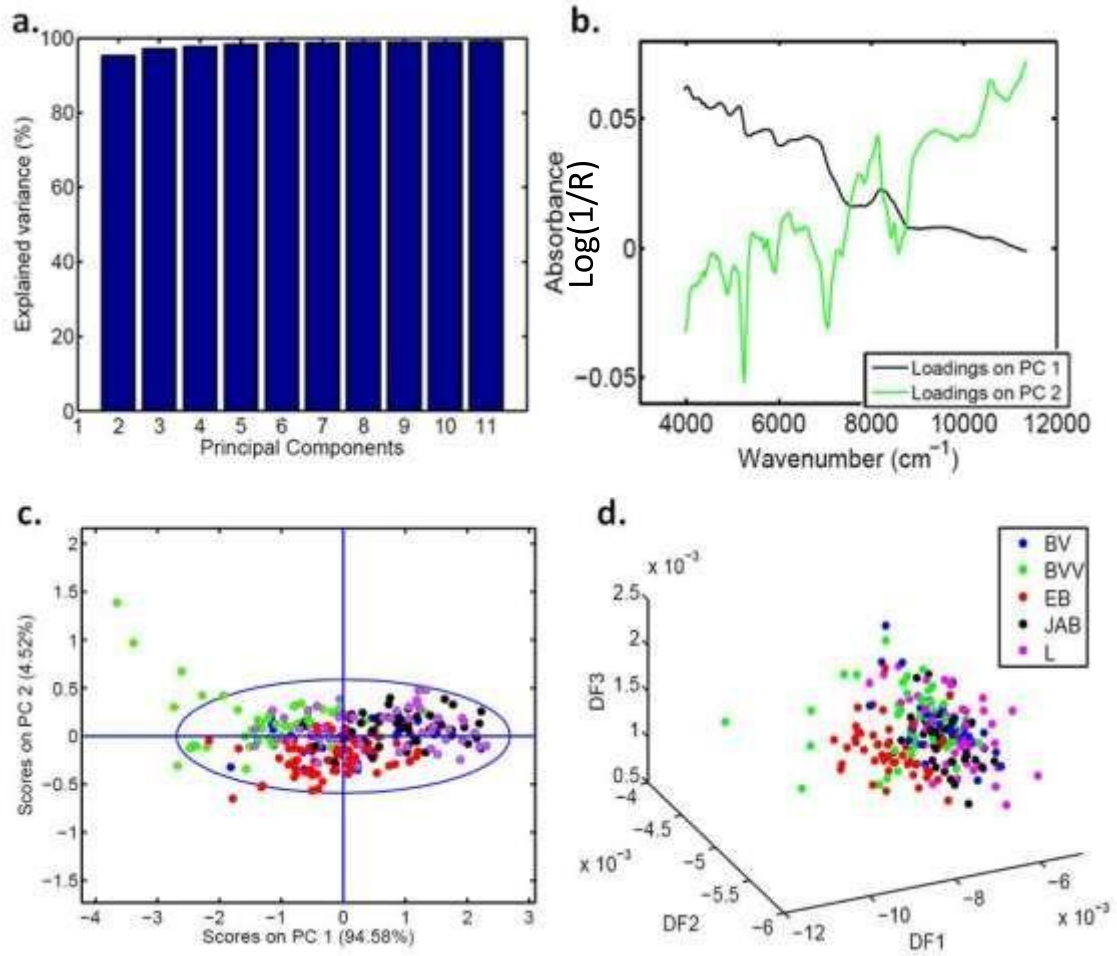 a.
100
80
60
40
20
0
Explained variance (%)
1 2 3 4 5 6 7 8 9 10 11
Principal Components
b.
0.05
0
−0.05
Absorbance
Log(1/R)
Loadings on PC 1
Loadings on PC 2
4000 6000 8000 10000 12000
Wavenumber (cm⁻¹)
c.
2
1.5
1
0.5
0
−0.5
−1
−1.5
Scores on PC 2 (4.52%)
−4 −3 −2 −1 0 1 2 3
Scores on PC 1 (94.58%)
d.
BV
BVV
EB
JAB
L
x 10⁻³
2.5
2
1.5
1
0.5
DF3
−4
−4.5
−5
−5.5
−6
x 10⁻³
DF2
−12 −10 −8 −6
x 10⁻³
DF1